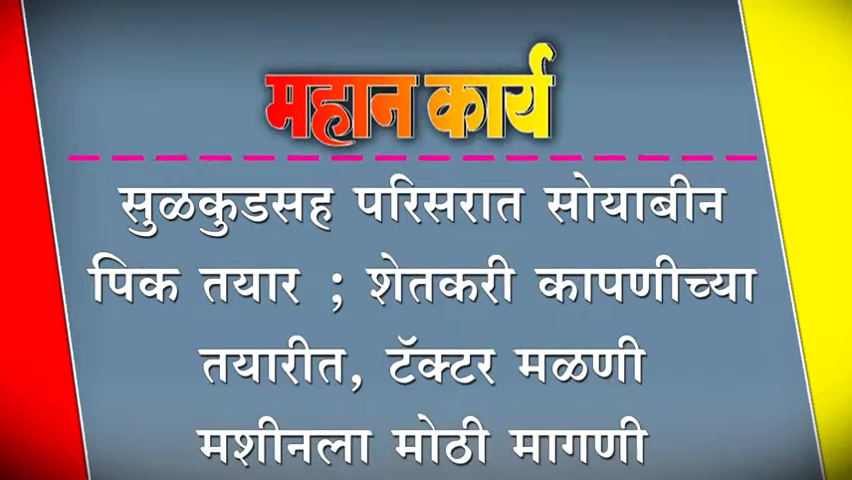 महान कार्य
सुळकुडसह परिसरात सोयाबीन
पिक तयार ; शेतकरी कापणीच्या
तयारीत, टॅक्टर मळणी
मशीनला मोठी मागणी